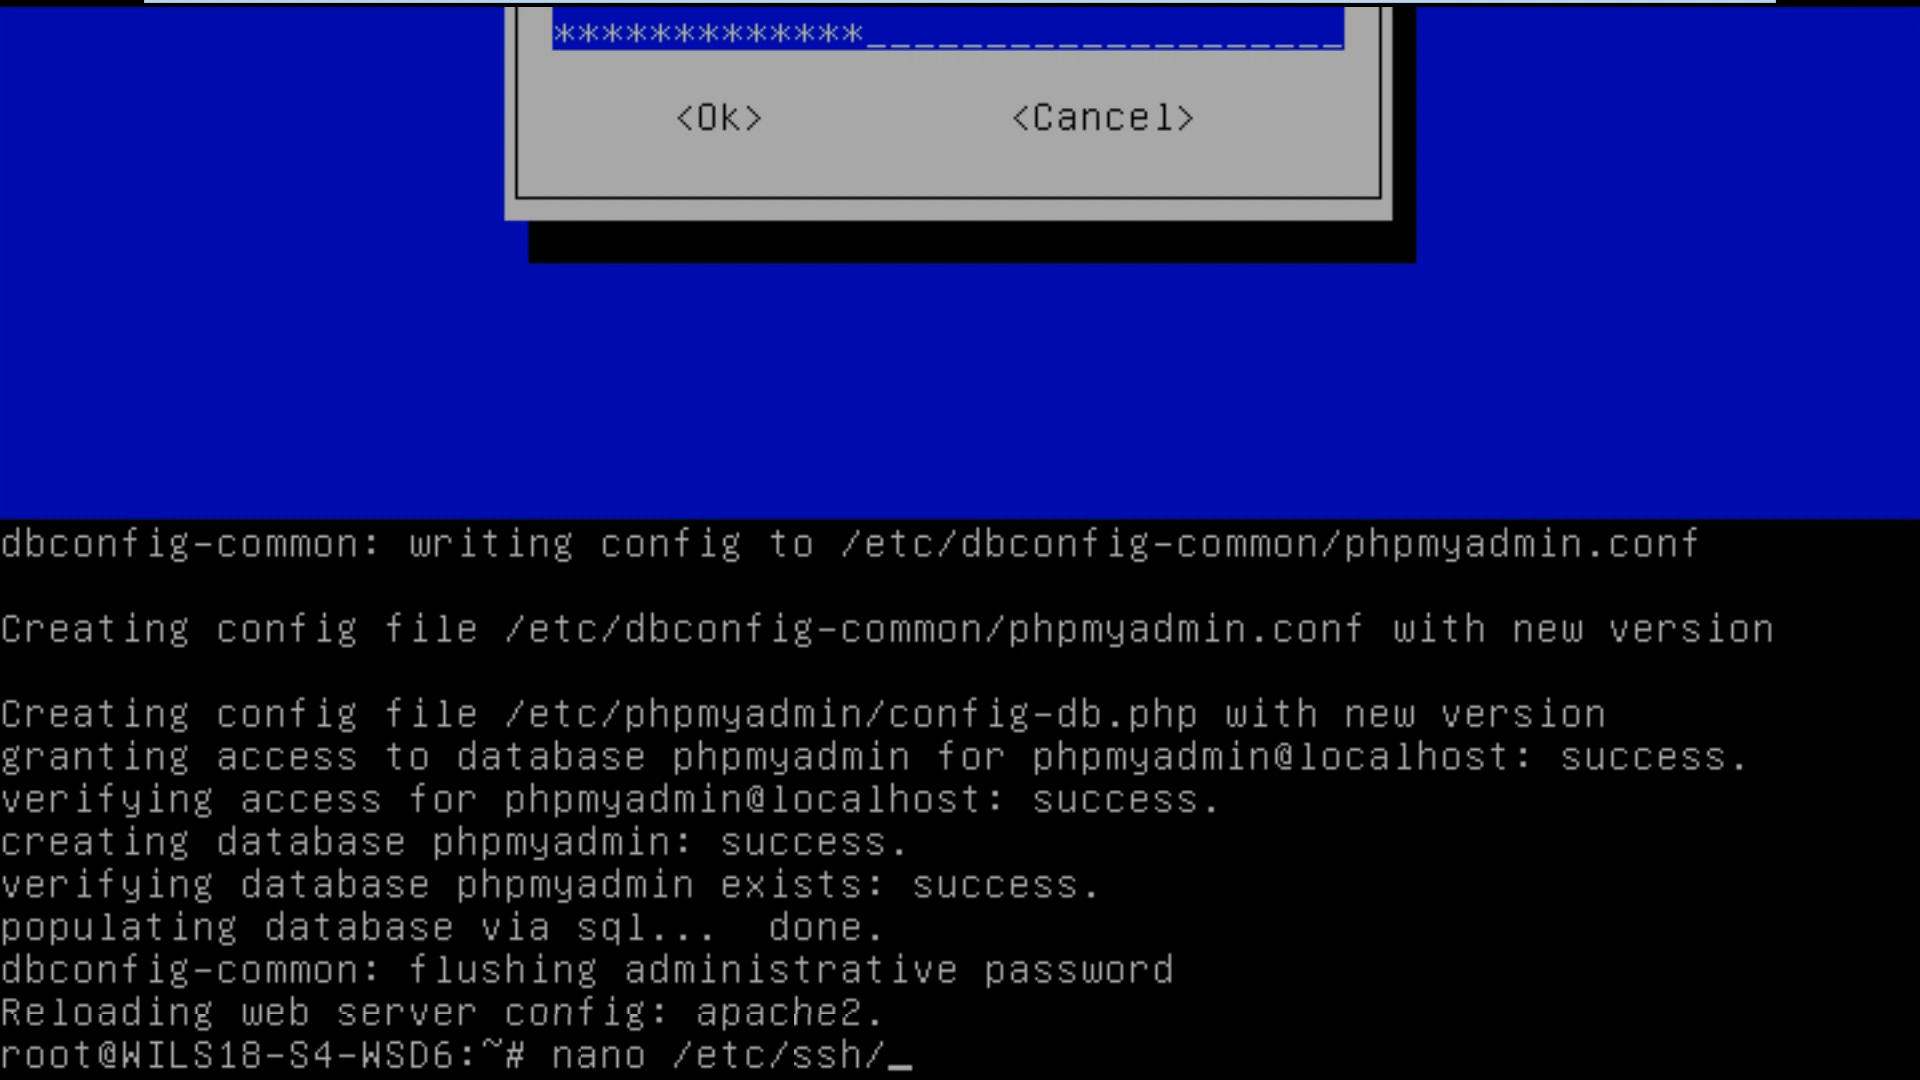 *************____________________
<Ok> <Cancel>
dbconfig-common: writing config to /etc/dbconfig-common/phpmyadmin.conf
Creating config file /etc/dbconfig-common/phpmyadmin.conf with new version
Creating config file /etc/phpmyadmin/config-db.php with new version
granting access to database phpmyadmin for phpmyadmin@localhost: success.
verifying access for phpmyadmin@localhost: success.
creating database phpmyadmin: success.
verifying database phpmyadmin exists: success.
populating database via sql...  done.
dbconfig-common: flushing administrative password
Reloading web server config: apache2.
root@WILS18-S4-WSD6:~# nano /etc/ssh/_